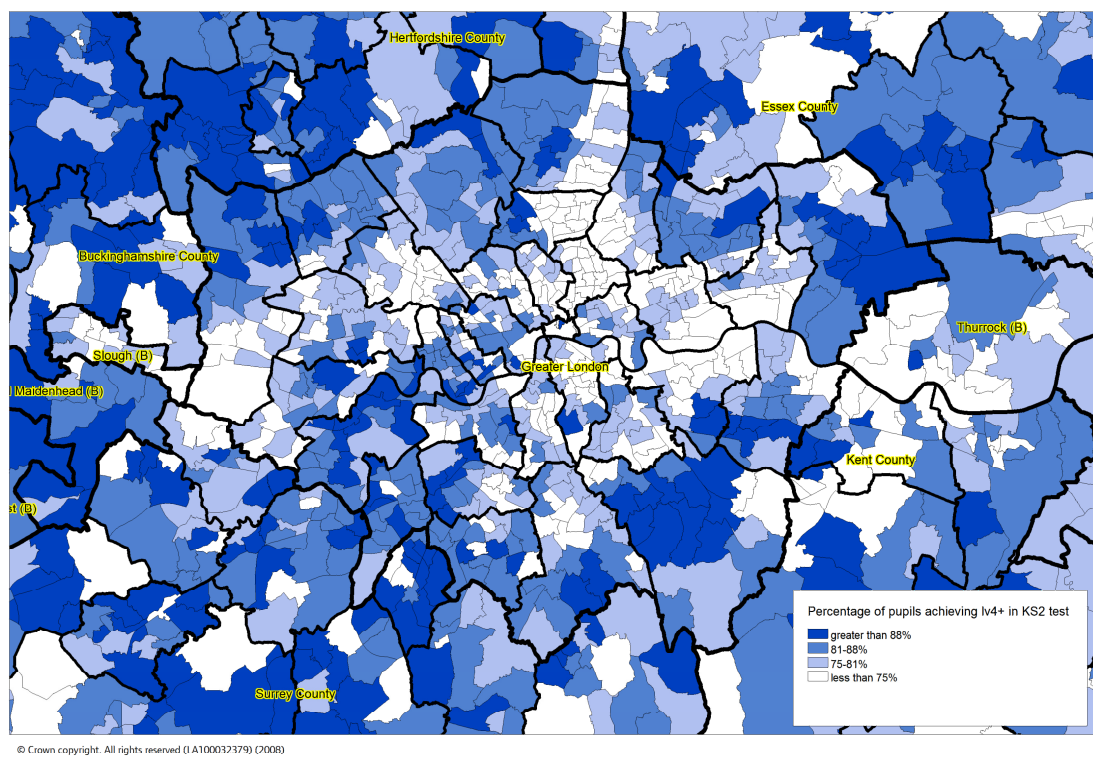 Hertfordshire County
Essex County
Buckinghamshire County
Thurrock (B)
Slough (B)
Greater London
Maidenhead (B)
Kent County
st (B)
Percentage of pupils achieving lv4+ in KS2 test
greater than 88%
81-88%
75-81%
less than 75%
Surrey County
© Crown copyright. All rights reserved (LA100032379) (2008)